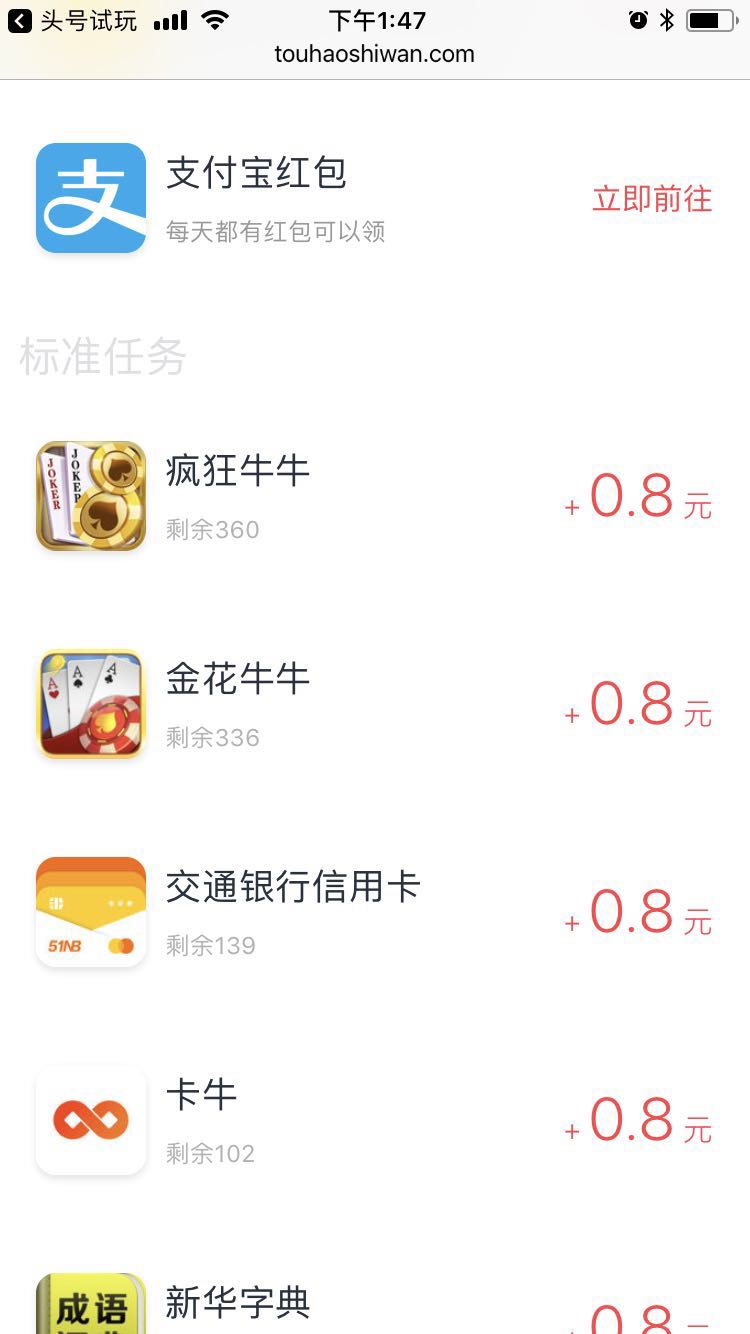 头号试玩
下午1:47
touhaoshiwan.com
支
支付宝红包
每天都有红包可以领
立即前往
标准任务
JOKER
JOKER
疯狂牛牛
剩余360
+0.8元
A
A
A
金花牛牛
剩余336
+0.8元
51NB
交通银行信用卡
剩余139
+0.8元
卡牛
剩余102
+0.8元
成语
新华字典
+0.8元